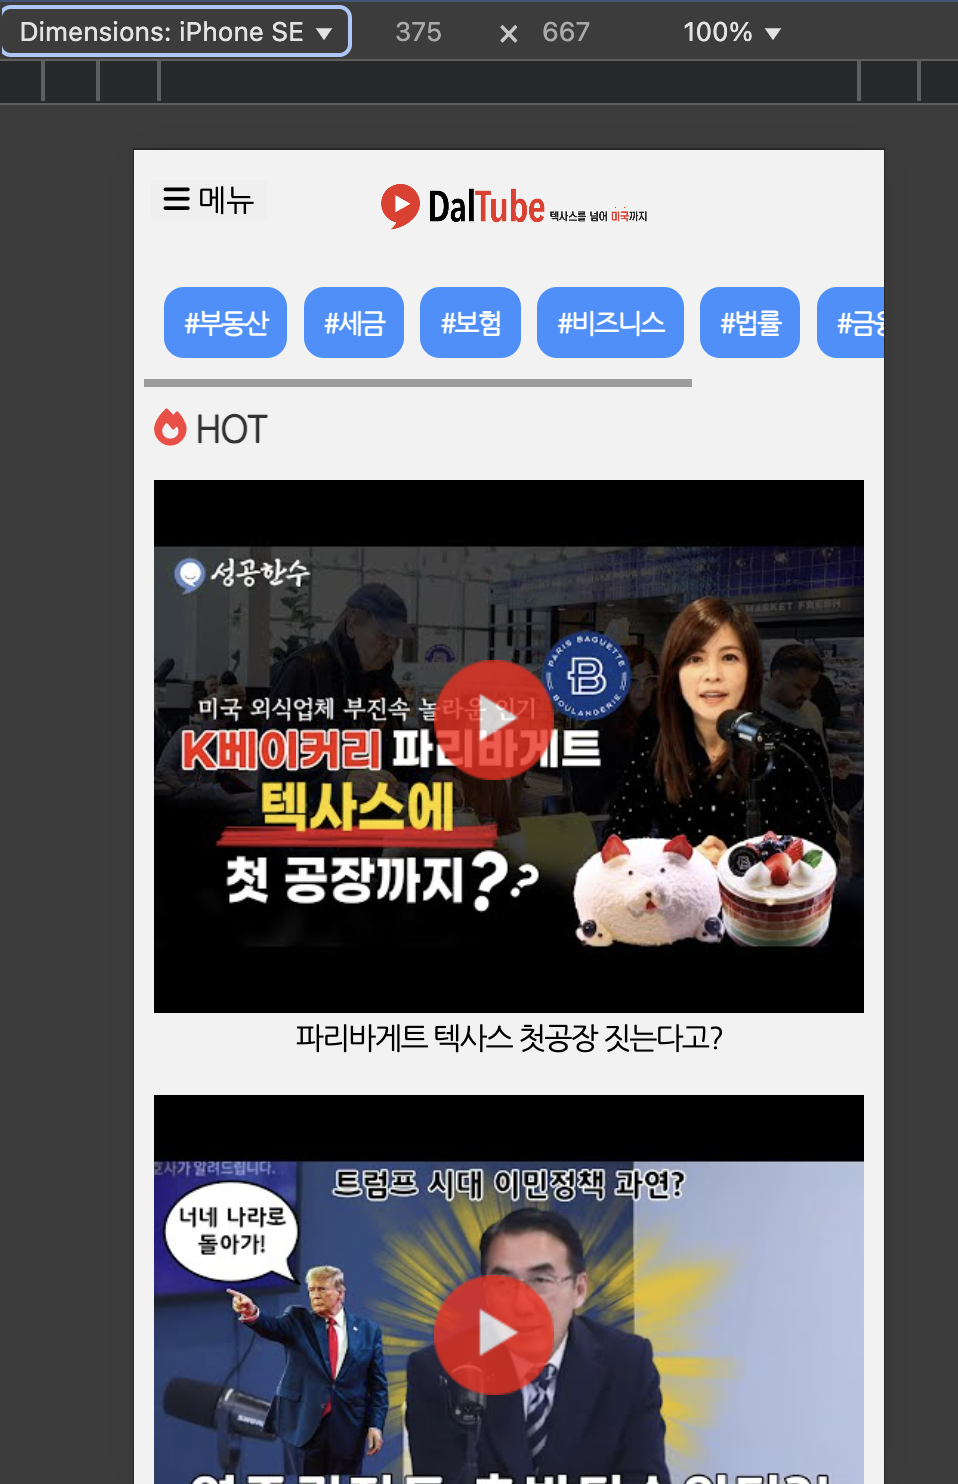 Dimensions: iPhone SE ▼ 375 × 667 100% ▼
메뉴
DalTube 텍사스를 넘어 미국까지
#부동산 #세금 #보험 #비즈니스 #법률
HOT
성공한수
MARKET FRESH
PARIS BAGUETTE
B
BOULANGERIE
미국 외식업체 부진속 놀라운 인기
K베이커리 파리바게트
텍사스에
첫 공장까지??
파리바게트 텍사스 첫공장 짓는다고?
호사가 알려드립니다.
트럼프 시대 이민정책 과연?
너네 나라로
돌아가!
SHURE